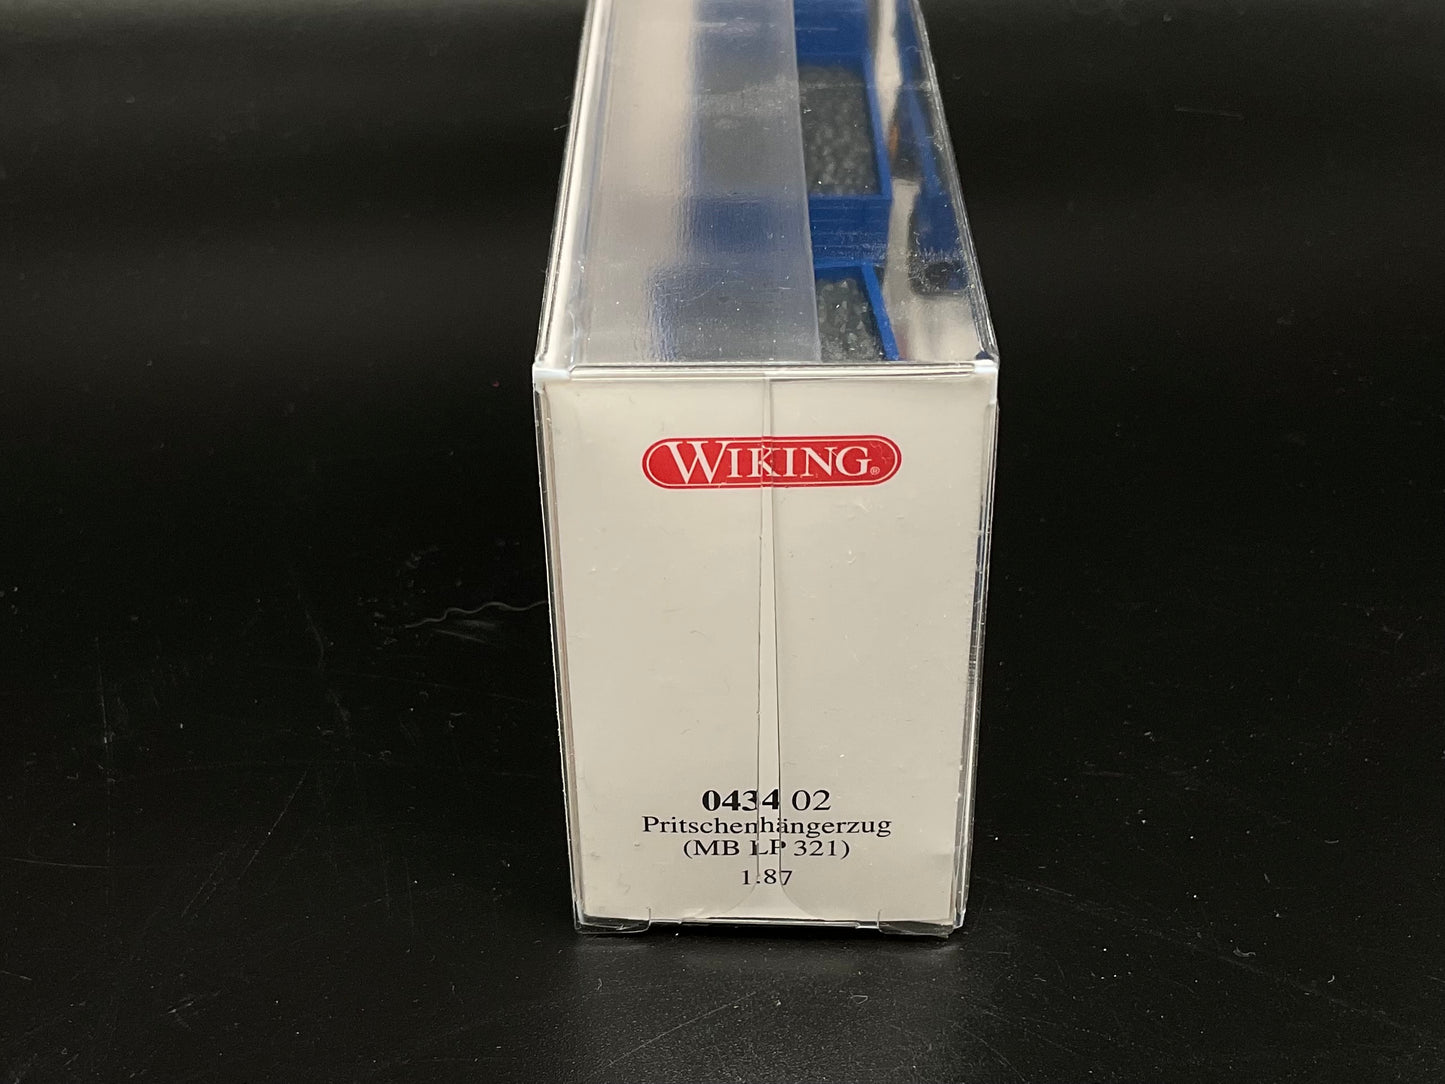 WIKING®
0434 02
Pritschenhängerzug
(MB LP 321)
1:87